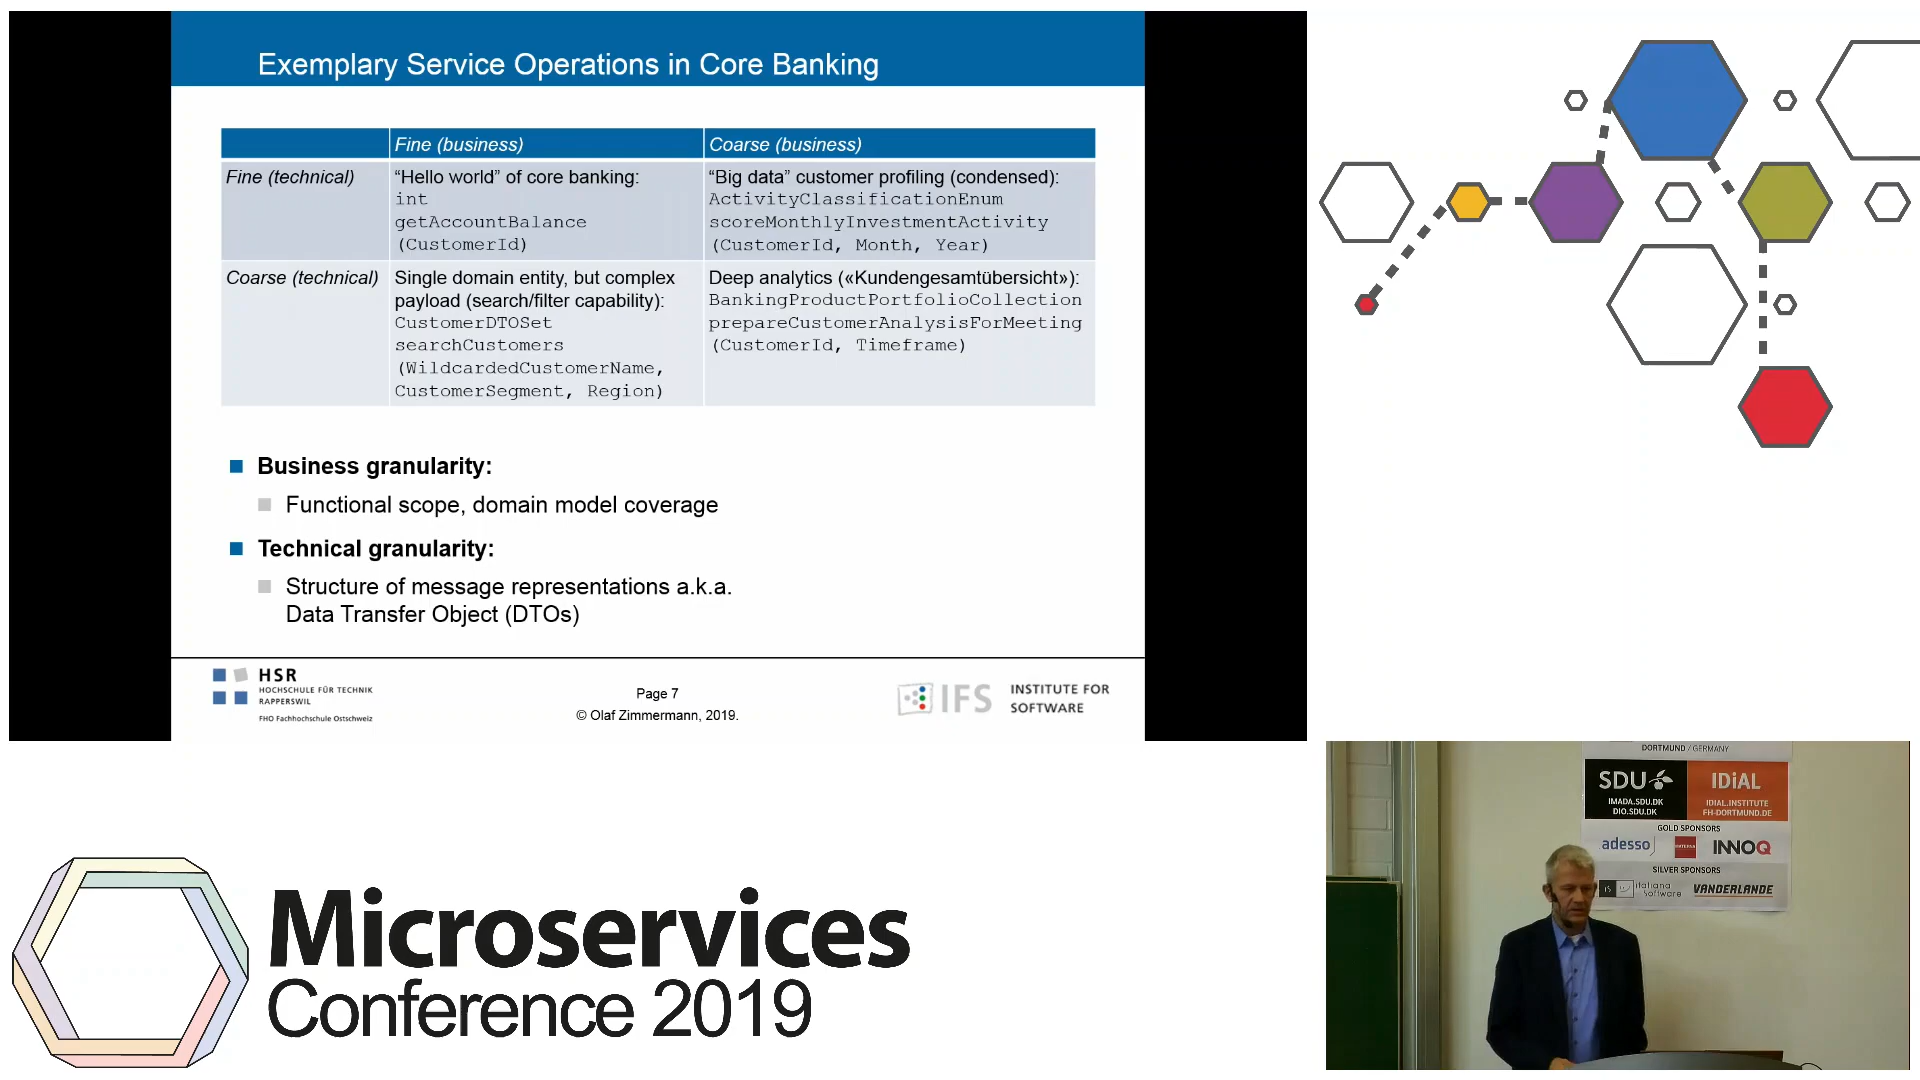 Exemplary Service Operations in Core Banking
Fine (business)
Coarse (business)
Fine (technical)
“Hello world” of core banking:
int
getAccountBalance
(CustomerId)
“Big data” customer profiling (condensed):
ActivityClassificationEnum
scoreMonthlyInvestmentActivity
(CustomerId, Month, Year)
Coarse (technical)
Single domain entity, but complex
payload (search/filter capability):
CustomerDTOSet
searchCustomers
(WildcardedCustomerName,
CustomerSegment, Region)
Deep analytics («Kundengesamtübersicht»):
BankingProductPortfolioCollection
prepareCustomerAnalysisForMeeting
(CustomerId, Timeframe)
Business granularity:
Functional scope, domain model coverage
Technical granularity:
Structure of message representations a.k.a.
Data Transfer Object (DTOs)
HSR
HOCHSCHULE FÜR TECHNIK
RAPPERSWIL
FHO Fachhochschule Ostschweiz
Page 7
© Olaf Zimmermann, 2019.
IFS
INSTITUTE FOR
SOFTWARE
DORTMUND / GERMANY
SDU
IMADA.SDU.DK
DIO.SDU.DK
IDiAL
IDIAL.INSTITUTE
FH-DORTMUND.DE
GOLD SPONSORS
adesso
INNOQ
SILVER SPONSORS
italiana
Software
VANDERLANDE
Microservices
Conference 2019